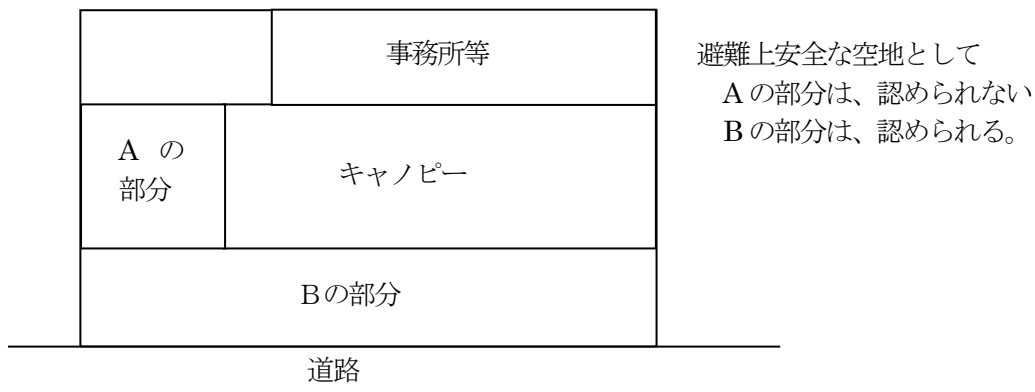 事務所等
避難上安全な空地として
Aの部分は、認められない
Bの部分は、認められる。
A の
部分
キャノピー
Bの部分
道路